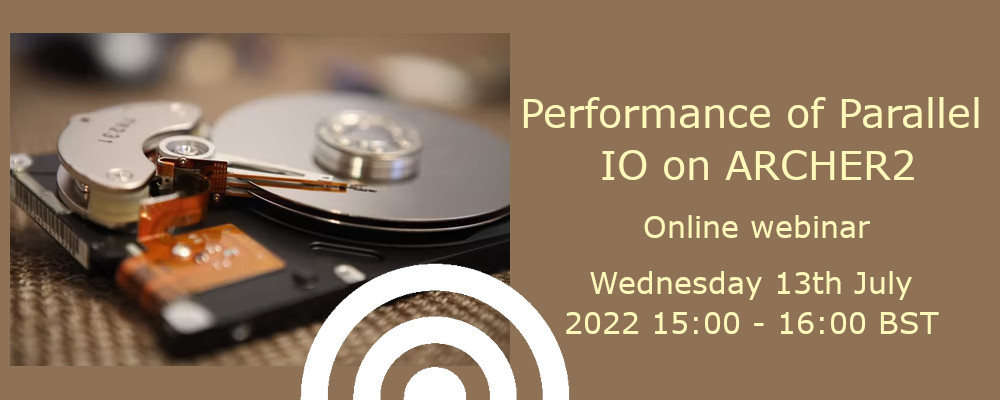 Performance of Parallel
IO on ARCHER2
Online webinar
Wednesday 13th July
2022 15:00 - 16:00 BST